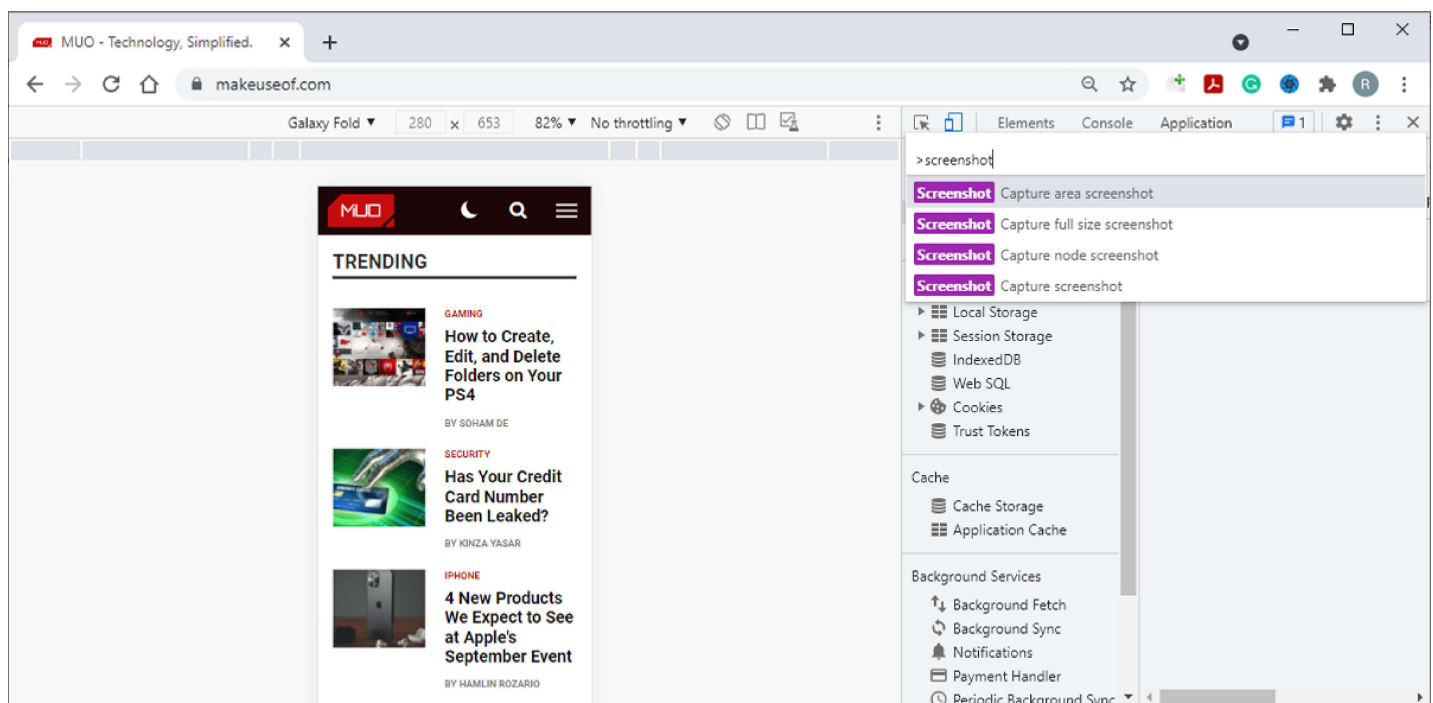 MUO - Technology, Simplified.
makeuseof.com
R
Galaxy Fold ▼ 280 x 653 82% ▼ No throttling ▼
Elements Console Application 1
>screenshot
Screenshot Capture area screenshot
Screenshot Capture full size screenshot
Screenshot Capture node screenshot
Screenshot Capture screenshot
Local Storage
Session Storage
IndexedDB
Web SQL
Cookies
Trust Tokens
Cache
Cache Storage
Application Cache
Background Services
Background Fetch
Background Sync
Notifications
Payment Handler
Periodic Background Sync
MUO
TRENDING
GAMING
How to Create,
Edit, and Delete
Folders on Your
PS4
BY SOHAM DE
SECURITY
Has Your Credit
Card Number
Been Leaked?
BY KINZA YASAR
IPHONE
4 New Products
We Expect to See
at Apple's
September Event
BY HAMLIN ROZARIO